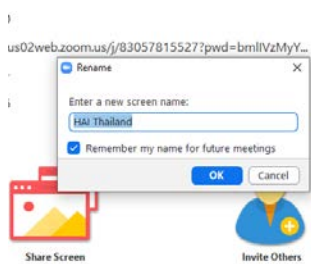 us02web.zoom.us/j/83057815527?pwd=bmlIVzMyY...
Rename
Enter a new screen name:
HAI Thailand
Remember my name for future meetings
OK Cancel
Share Screen Invite Others